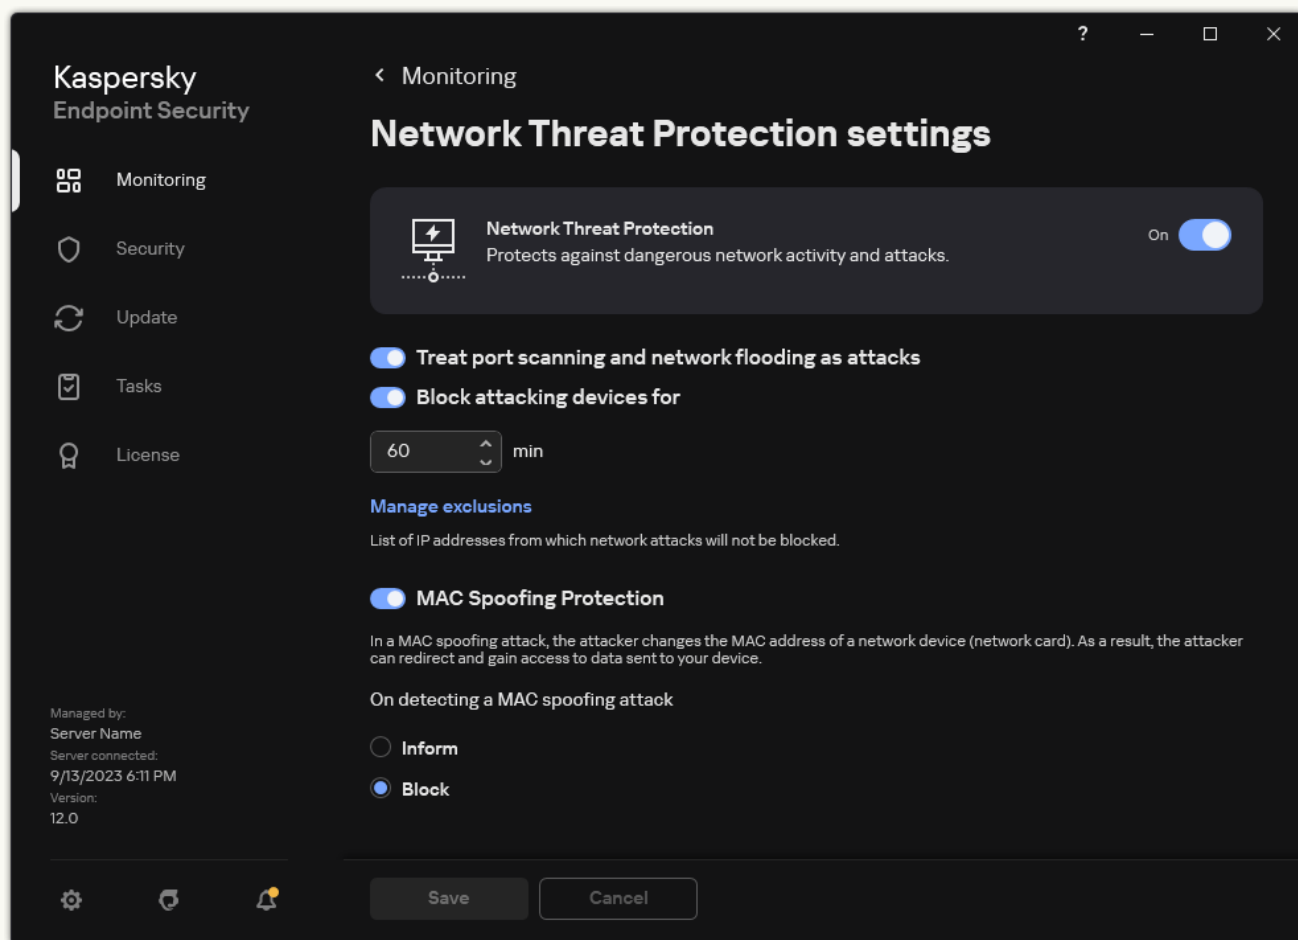 ?
Kaspersky
Endpoint Security
Monitoring
Security
Update
Tasks
License
Managed by:
Server Name
Server connected:
9/13/2023 6:11 PM
Version:
12.0
Monitoring
Network Threat Protection settings
Network Threat Protection
Protects against dangerous network activity and attacks.
On
Treat port scanning and network flooding as attacks
Block attacking devices for
60 min
Manage exclusions
List of IP addresses from which network attacks will not be blocked.
MAC Spoofing Protection
In a MAC spoofing attack, the attacker changes the MAC address of a network device (network card). As a result, the attacker
can redirect and gain access to data sent to your device.
On detecting a MAC spoofing attack
Inform
Block
Save
Cancel